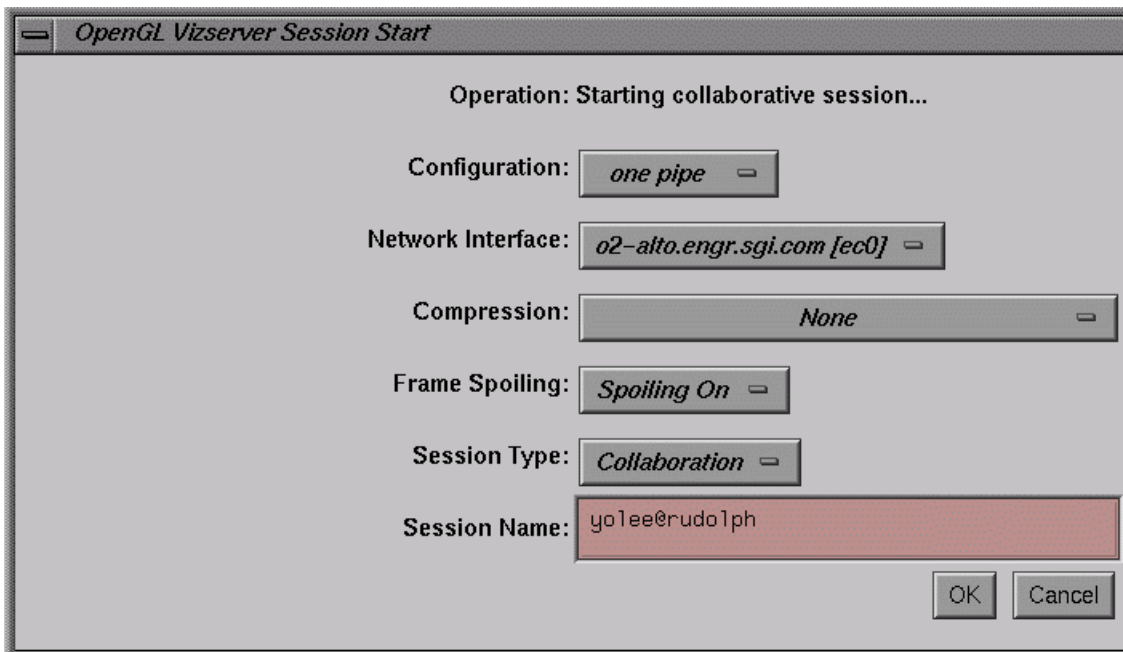 OpenGL Vizserver Session Start
Operation: Starting collaborative session...
Configuration: one pipe
Network Interface: o2-alto.engr.sgi.com [ec0]
Compression: None
Frame Spoiling: Spoiling On
Session Type: Collaboration
Session Name: yolee@rudolph
OK Cancel